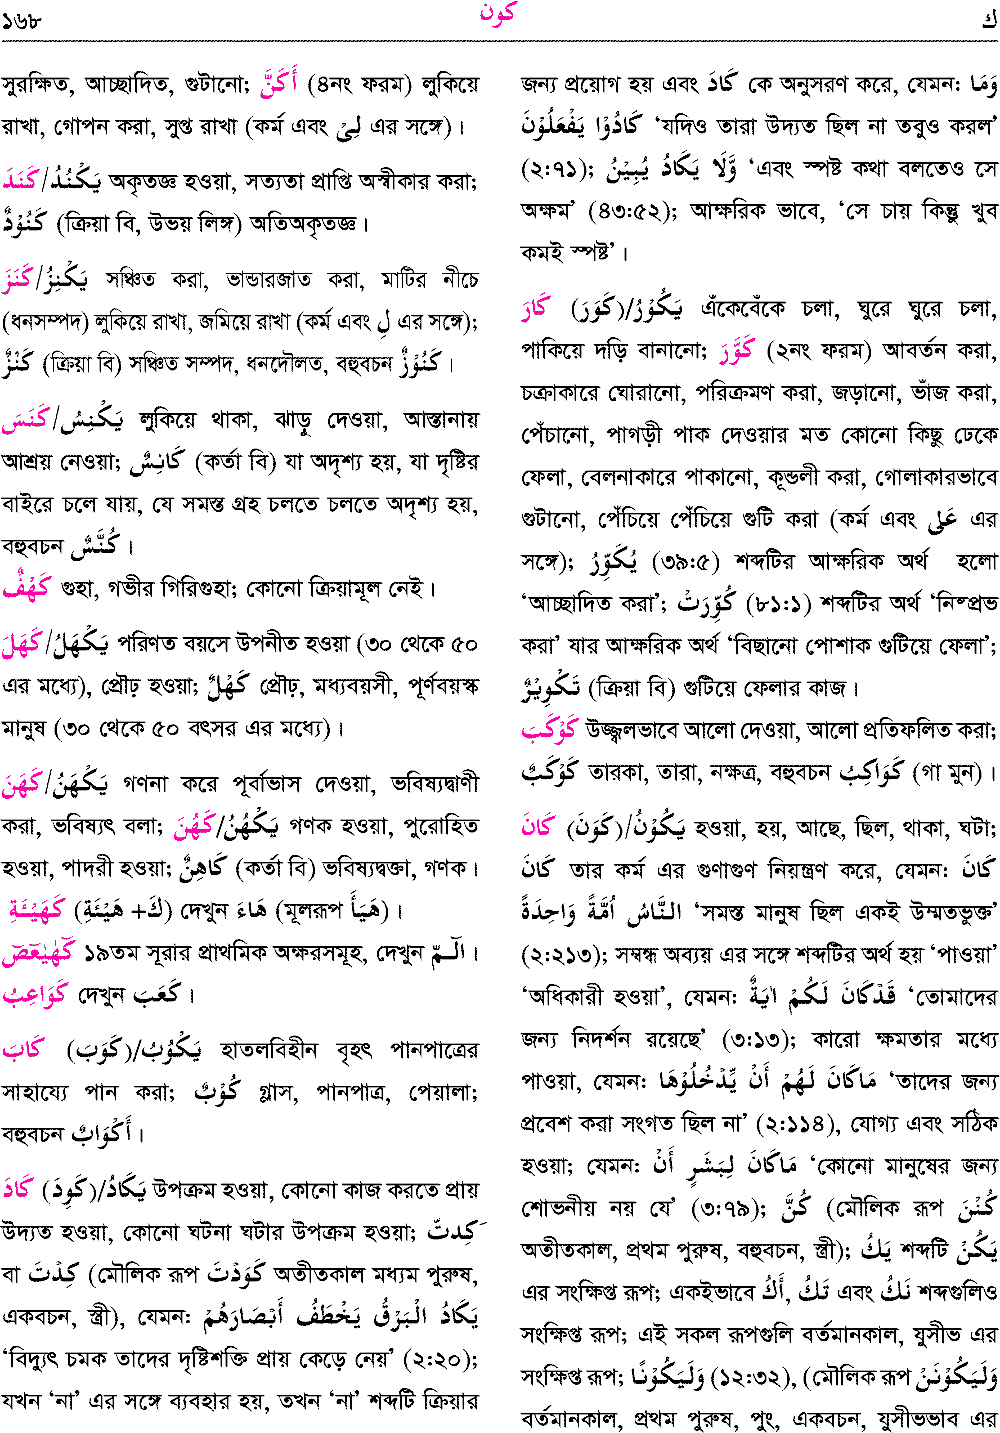 ১৬৮
كون
ك
সুরক্ষিত, আচ্ছাদিত, গুটানো; أَكَنَّ (৪নং ফরম) লুকিয়ে
রাখা, গোপন করা, সুপ্ত রাখা (কর্ম এবং لِىْ এর সঙ্গে)।
كَنَدَ/يَكْنُدُ অকৃতজ্ঞ হওয়া, সত্যতা প্রাপ্তি অস্বীকার করা;
كَنُوْدٌ (ক্রিয়া বি, উভয় লিঙ্গ) অতিঅকৃতজ্ঞ।
كَنَزَ/يَكْنِزُ সঞ্চিত করা, ভান্ডারজাত করা, মাটির নীচে
(ধনসম্পদ) লুকিয়ে রাখা, জমিয়ে রাখা (কর্ম এবং لِ এর সঙ্গে);
كَنْزٌ (ক্রিয়া বি) সঞ্চিত সম্পদ, ধনদৌলত, বহুবচন كُنُوْزٌ।
كَنَسَ/يَكْنِسُ লুকিয়ে থাকা, ঝাড়ু দেওয়া, আস্তানায়
আশ্রয় নেওয়া; كَانِسٌ (কর্তা বি) যা অদৃশ্য হয়, যা দৃষ্টির
বাইরে চলে যায়, যে সমস্ত গ্রহ চলতে চলতে অদৃশ্য হয়,
বহুবচন كُنَّسٌ।
كَهْفٌ গুহা, গভীর গিরিগুহা; কোনো ক্রিয়ামূল নেই।
كَهَلَ/يَكْهَلُ পরিণত বয়সে উপনীত হওয়া (৩০ থেকে ৫০
এর মধ্যে), প্রৌঢ় হওয়া; كَهْلٌ প্রৌঢ়, মধ্যবয়সী, পূর্ণবয়স্ক
মানুষ (৩০ থেকে ৫০ বৎসর এর মধ্যে)।
كَهَنَ/يَكْهَنُ গণনা করে পূর্বাভাস দেওয়া, ভবিষ্যদ্বাণী
করা, ভবিষ্যৎ বলা; كَهُنَ/يَكْهُنُ গণক হওয়া, পুরোহিত
হওয়া, পাদরী হওয়া; كَاهِنٌ (কর্তা বি) ভবিষ্যদ্বক্তা, গণক।
كَهَيْئَةِ (كَ+ هَيْئَةِ) দেখুন هَاءَ (মূলরূপ هَيَأَ)।
كٓهٰيٰعٓصٓ ১৯তম সূরার প্রাথমিক অক্ষরসমূহ, দেখুন الٓـمّٓ।
كَوَاعِبُ দেখুন كَعَبَ।
كَابَ (كَوَبَ)/يَكُوْبُ হাতলবিহীন বৃহৎ পানপাত্রের
সাহায্যে পান করা; كُوْبٌ গ্লাস, পানপাত্র, পেয়ালা;
বহুবচন أَكْوَابٌ।
كَادَ (كَوِدَ)/يَكَادُ উপক্রম হওয়া, কোনো কাজ করতে প্রায়
উদ্যত হওয়া, কোনো ঘটনা ঘটার উপক্রম হওয়া; كِدتَّ
বা كِدْتَ (মৌলিক রূপ كَوَدْتَ অতীতকাল মধ্যম পুরুষ,
একবচন, স্ত্রী), যেমন: يَكَادُ الْبَرْقُ يَخْطَفُ أَبْصَارَهُمْ
‘বিদ্যুৎ চমক তাদের দৃষ্টিশক্তি প্রায় কেড়ে নেয়’ (২:২০);
যখন ‘না’ এর সঙ্গে ব্যবহার হয়, তখন ‘না’ শব্দটি ক্রিয়ার
জন্য প্রয়োগ হয় এবং كَادَ কে অনুসরণ করে, যেমন: وَمَا
كَادُوْا يَفْعَلُوْنَ ‘যদিও তারা উদ্যত ছিল না তবুও করল’
(২:৭১); وَّلَا يَكَادُ يُبِيْنُ ‘এবং স্পষ্ট কথা বলতেও সে
অক্ষম’ (৪৩:৫২); আক্ষরিক ভাবে, ‘সে চায় কিন্তু খুব
কমই স্পষ্ট’।
كَارَ (كَوَرَ)/يَكُوْرُ এঁকেবেঁকে চলা, ঘুরে ঘুরে চলা,
পাকিয়ে দড়ি বানানো; كَوَّرَ (২নং ফরম) আবর্তন করা,
চক্রাকারে ঘোরানো, পরিক্রমণ করা, জড়ানো, ভাঁজ করা,
পেঁচানো, পাগড়ী পাক দেওয়ার মত কোনো কিছু ঢেকে
ফেলা, বেলনাকারে পাকানো, কূন্ডলী করা, গোলাকারভাবে
গুটানো, পেঁচিয়ে পেঁচিয়ে গুটি করা (কর্ম এবং عَلٰى এর
সঙ্গে); يُكَوِّرُ (৩৯:৫) শব্দটির আক্ষরিক অর্থ হলো
‘আচ্ছাদিত করা’; كُوِّرَتْ (৮১:১) শব্দটির অর্থ ‘নিষ্প্রভ
করা’ যার আক্ষরিক অর্থ ‘বিছানো পোশাক গুটিয়ে ফেলা’;
تَكْوِيْرٌ (ক্রিয়া বি) গুটিয়ে ফেলার কাজ।
كَوْكَبَ উজ্জ্বলভাবে আলো দেওয়া, আলো প্রতিফলিত করা;
كَوْكَبٌ তারকা, তারা, নক্ষত্র, বহুবচন كَوَاكِبُ (গা মুন)।
كَانَ (كَوَنَ)/يَكُوْنُ হওয়া, হয়, আছে, ছিল, থাকা, ঘটা;
كَانَ তার কর্ম এর গুণাগুণ নিয়ন্ত্রণ করে, যেমন: كَانَ
النَّاسُ اُمَّةً وَاحِدَةً ‘সমস্ত মানুষ ছিল একই উম্মতভুক্ত’
(২:২১৩); সম্বন্ধ অব্যয় এর সঙ্গে শব্দটির অর্থ হয় ‘পাওয়া’
‘অধিকারী হওয়া’, যেমন: قَدْكَانَ لَكُمْ اٰيَةٌ ‘তোমাদের
জন্য নিদর্শন রয়েছে’ (৩:১৩); কারো ক্ষমতার মধ্যে
পাওয়া, যেমন: مَاكَانَ لَهُمْ أَنْ يَّدْخُلُوْهَا ‘তাদের জন্য
প্রবেশ করা সংগত ছিল না’ (২:১১৪), যোগ্য এবং সঠিক
হওয়া; যেমন: مَاكَانَ لِبَشَرٍ أَنْ ‘কোনো মানুষের জন্য
শোভনীয় নয় যে’ (৩:৭৯); كُنَّ (মৌলিক রূপ كُنْنَ
অতীতকাল, প্রথম পুরুষ, বহুবচন, স্ত্রী); يَكُ শব্দটি يَكُنْ
এর সংক্ষিপ্ত রূপ; একইভাবে أَكُ, تَكُ এবং نَكُ শব্দগুলিও
সংক্ষিপ্ত রূপ; এই সকল রূপগুলি বর্তমানকাল, যুসীভ এর
সংক্ষিপ্ত রূপ; وَلَيَكُوْنًا (১২:৩২), (মৌলিক রূপ وَلَيَكُوْنَنْ
বর্তমানকাল, প্রথম পুরুষ, পুং, একবচন, যুসীভভাব এর